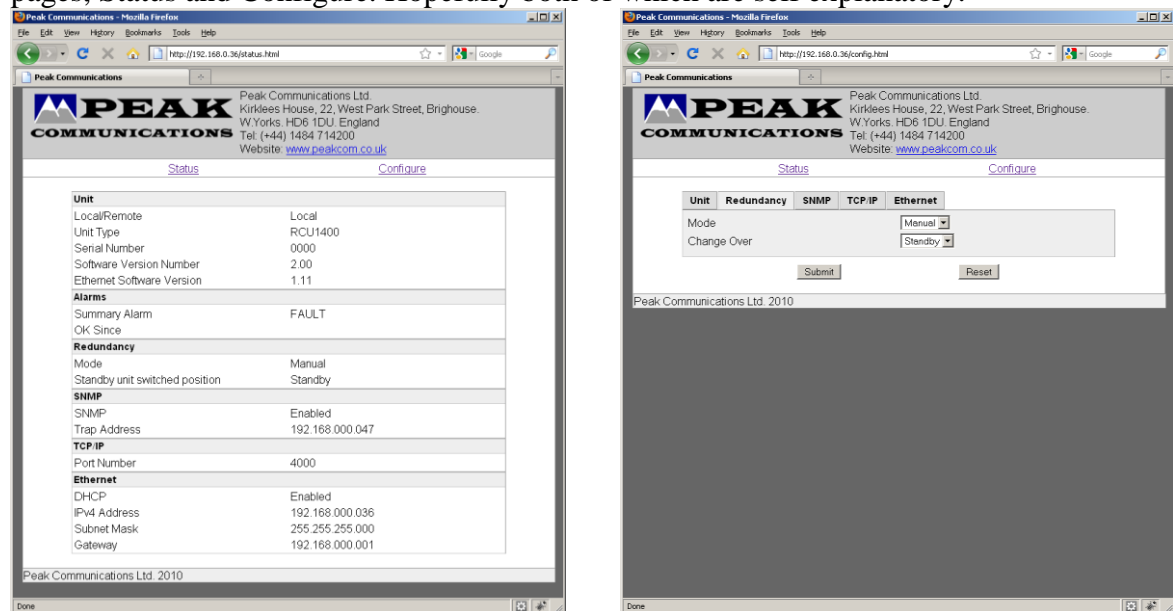 pages, Status and Configure. Hopefully both of which are self explanatory.
Peak Communications - Mozilla Firefox
File Edit View History Bookmarks Tools Help
http://192.168.0.36/status.html
Google
Peak Communications
PEAK
COMMUNICATIONS
Peak Communications Ltd.
Kirklees House, 22, West Park Street, Brighouse.
W.Yorks. HD6 1DU. England
Tel: (+44) 1484 714200
Website: www.peakcom.co.uk
Status Configure
Unit
Local/Remote Local
Unit Type RCU1400
Serial Number 0000
Software Version Number 2.00
Ethernet Software Version 1.11
Alarms
Summary Alarm FAULT
OK Since
Redundancy
Mode Manual
Standby unit switched position Standby
SNMP
SNMP Enabled
Trap Address 192.168.000.047
TCP/IP
Port Number 4000
Ethernet
DHCP Enabled
IPv4 Address 192.168.000.036
Subnet Mask 255.255.255.000
Gateway 192.168.000.001
Peak Communications Ltd. 2010
Done
Peak Communications - Mozilla Firefox
File Edit View History Bookmarks Tools Help
http://192.168.0.36/config.html
Google
Peak Communications
PEAK
COMMUNICATIONS
Peak Communications Ltd.
Kirklees House, 22, West Park Street, Brighouse.
W.Yorks. HD6 1DU. England
Tel: (+44) 1484 714200
Website: www.peakcom.co.uk
Status Configure
Unit Redundancy SNMP TCP/IP Ethernet
Mode Manual
Change Over Standby
Submit Reset
Peak Communications Ltd. 2010
Done